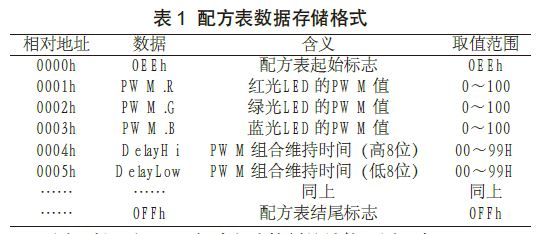 表1 配方表数据存储格式
相对地址 数据 含义 取值范围
0000h 0EEh 配方表起始标志 0EEh
0001h PWM.R 红光LED的PWM值 0～100
0002h PWM.G 绿光LED的PWM值 0～100
0003h PWM.B 蓝光LED的PWM值 0～100
0004h DelayHi PWM组合维持时间(高8位) 00～99H
0005h DelayLow PWM组合维持时间(低8位) 00～99H
…… …… 同上 同上
…… 0FFh 配方表结尾标志 0FFh